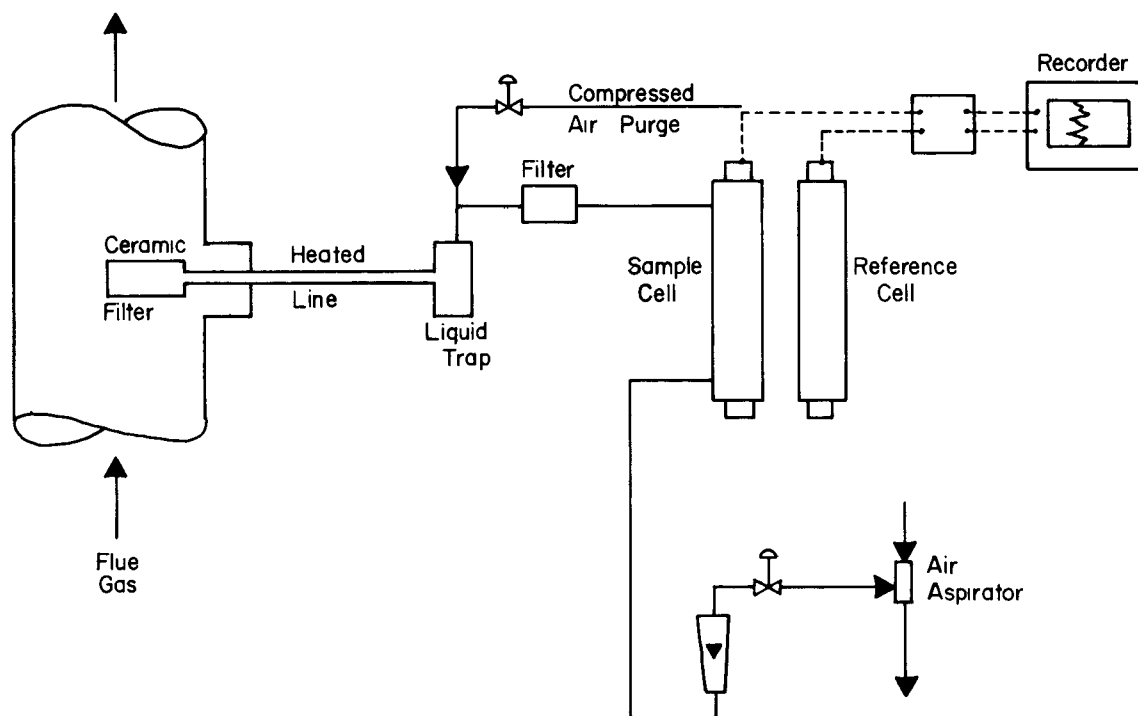 Recorder
Compressed
Air Purge
Filter
Ceramic
Filter
Heated
Line
Liquid
Trap
Sample
Cell
Reference
Cell
Flue
Gas
Air
Aspirator